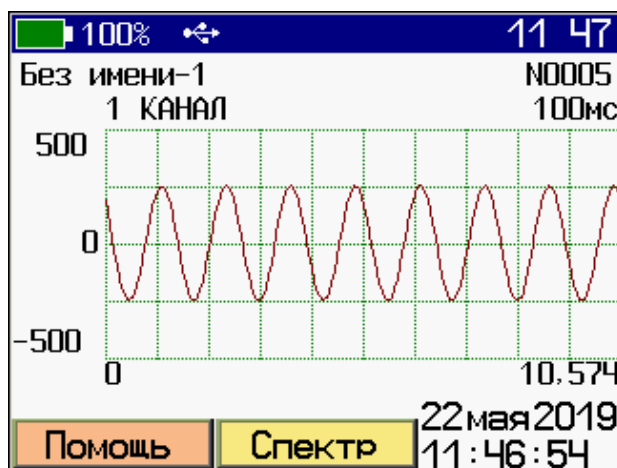 100% 11 47
Без имени-1 N0005
1 КАНАЛ 100мс
500
0
-500
0 10,574
22мая2019
Помощь Спектр 11:46:54